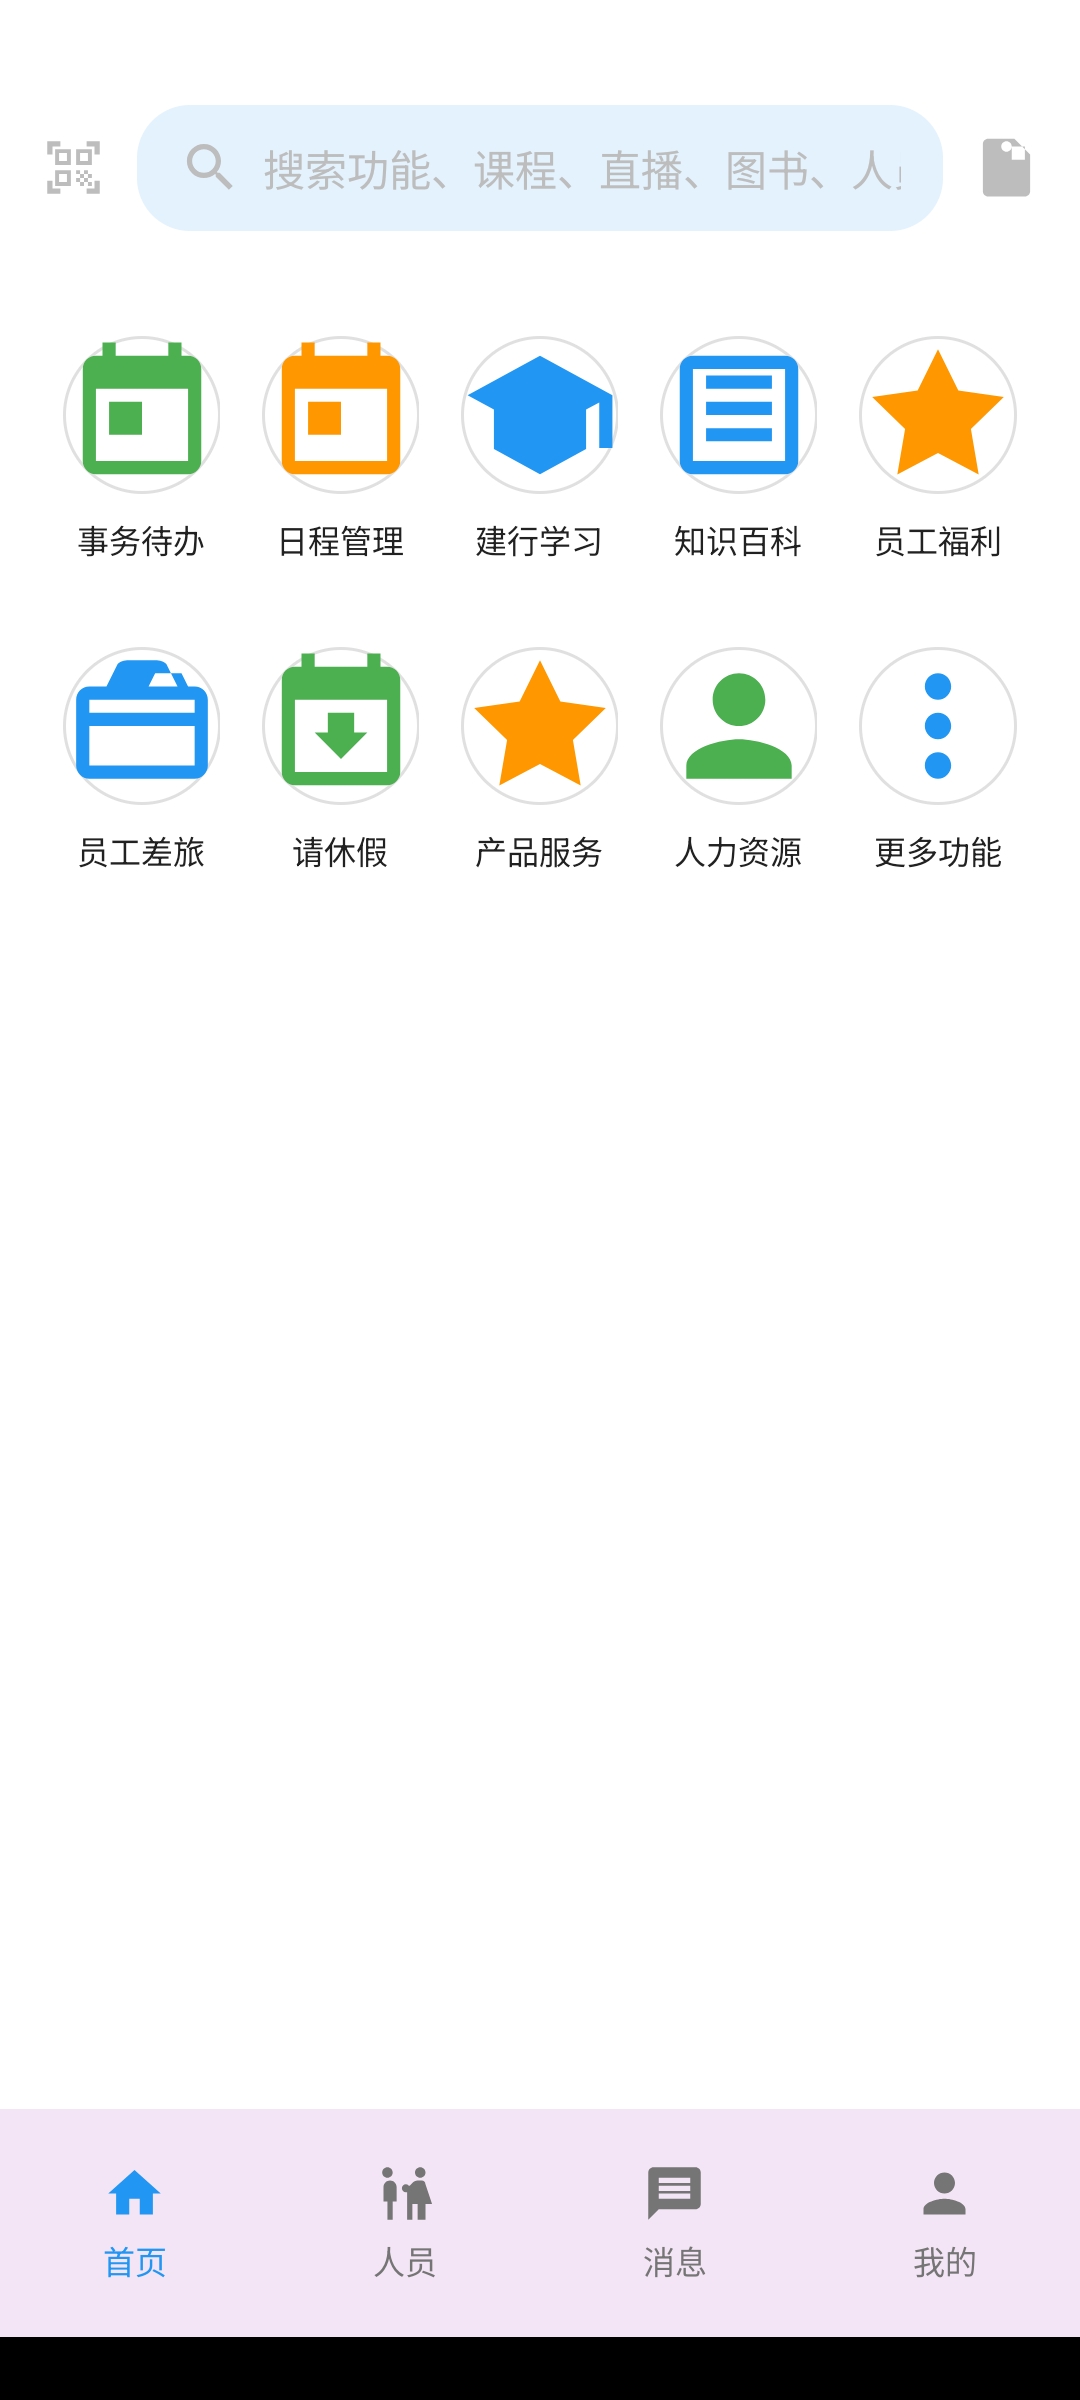 搜索功能、课程、直播、图书、人
事务待办 日程管理 建行学习 知识百科 员工福利
员工差旅 请休假 产品服务 人力资源 更多功能
首页 人员 消息 我的